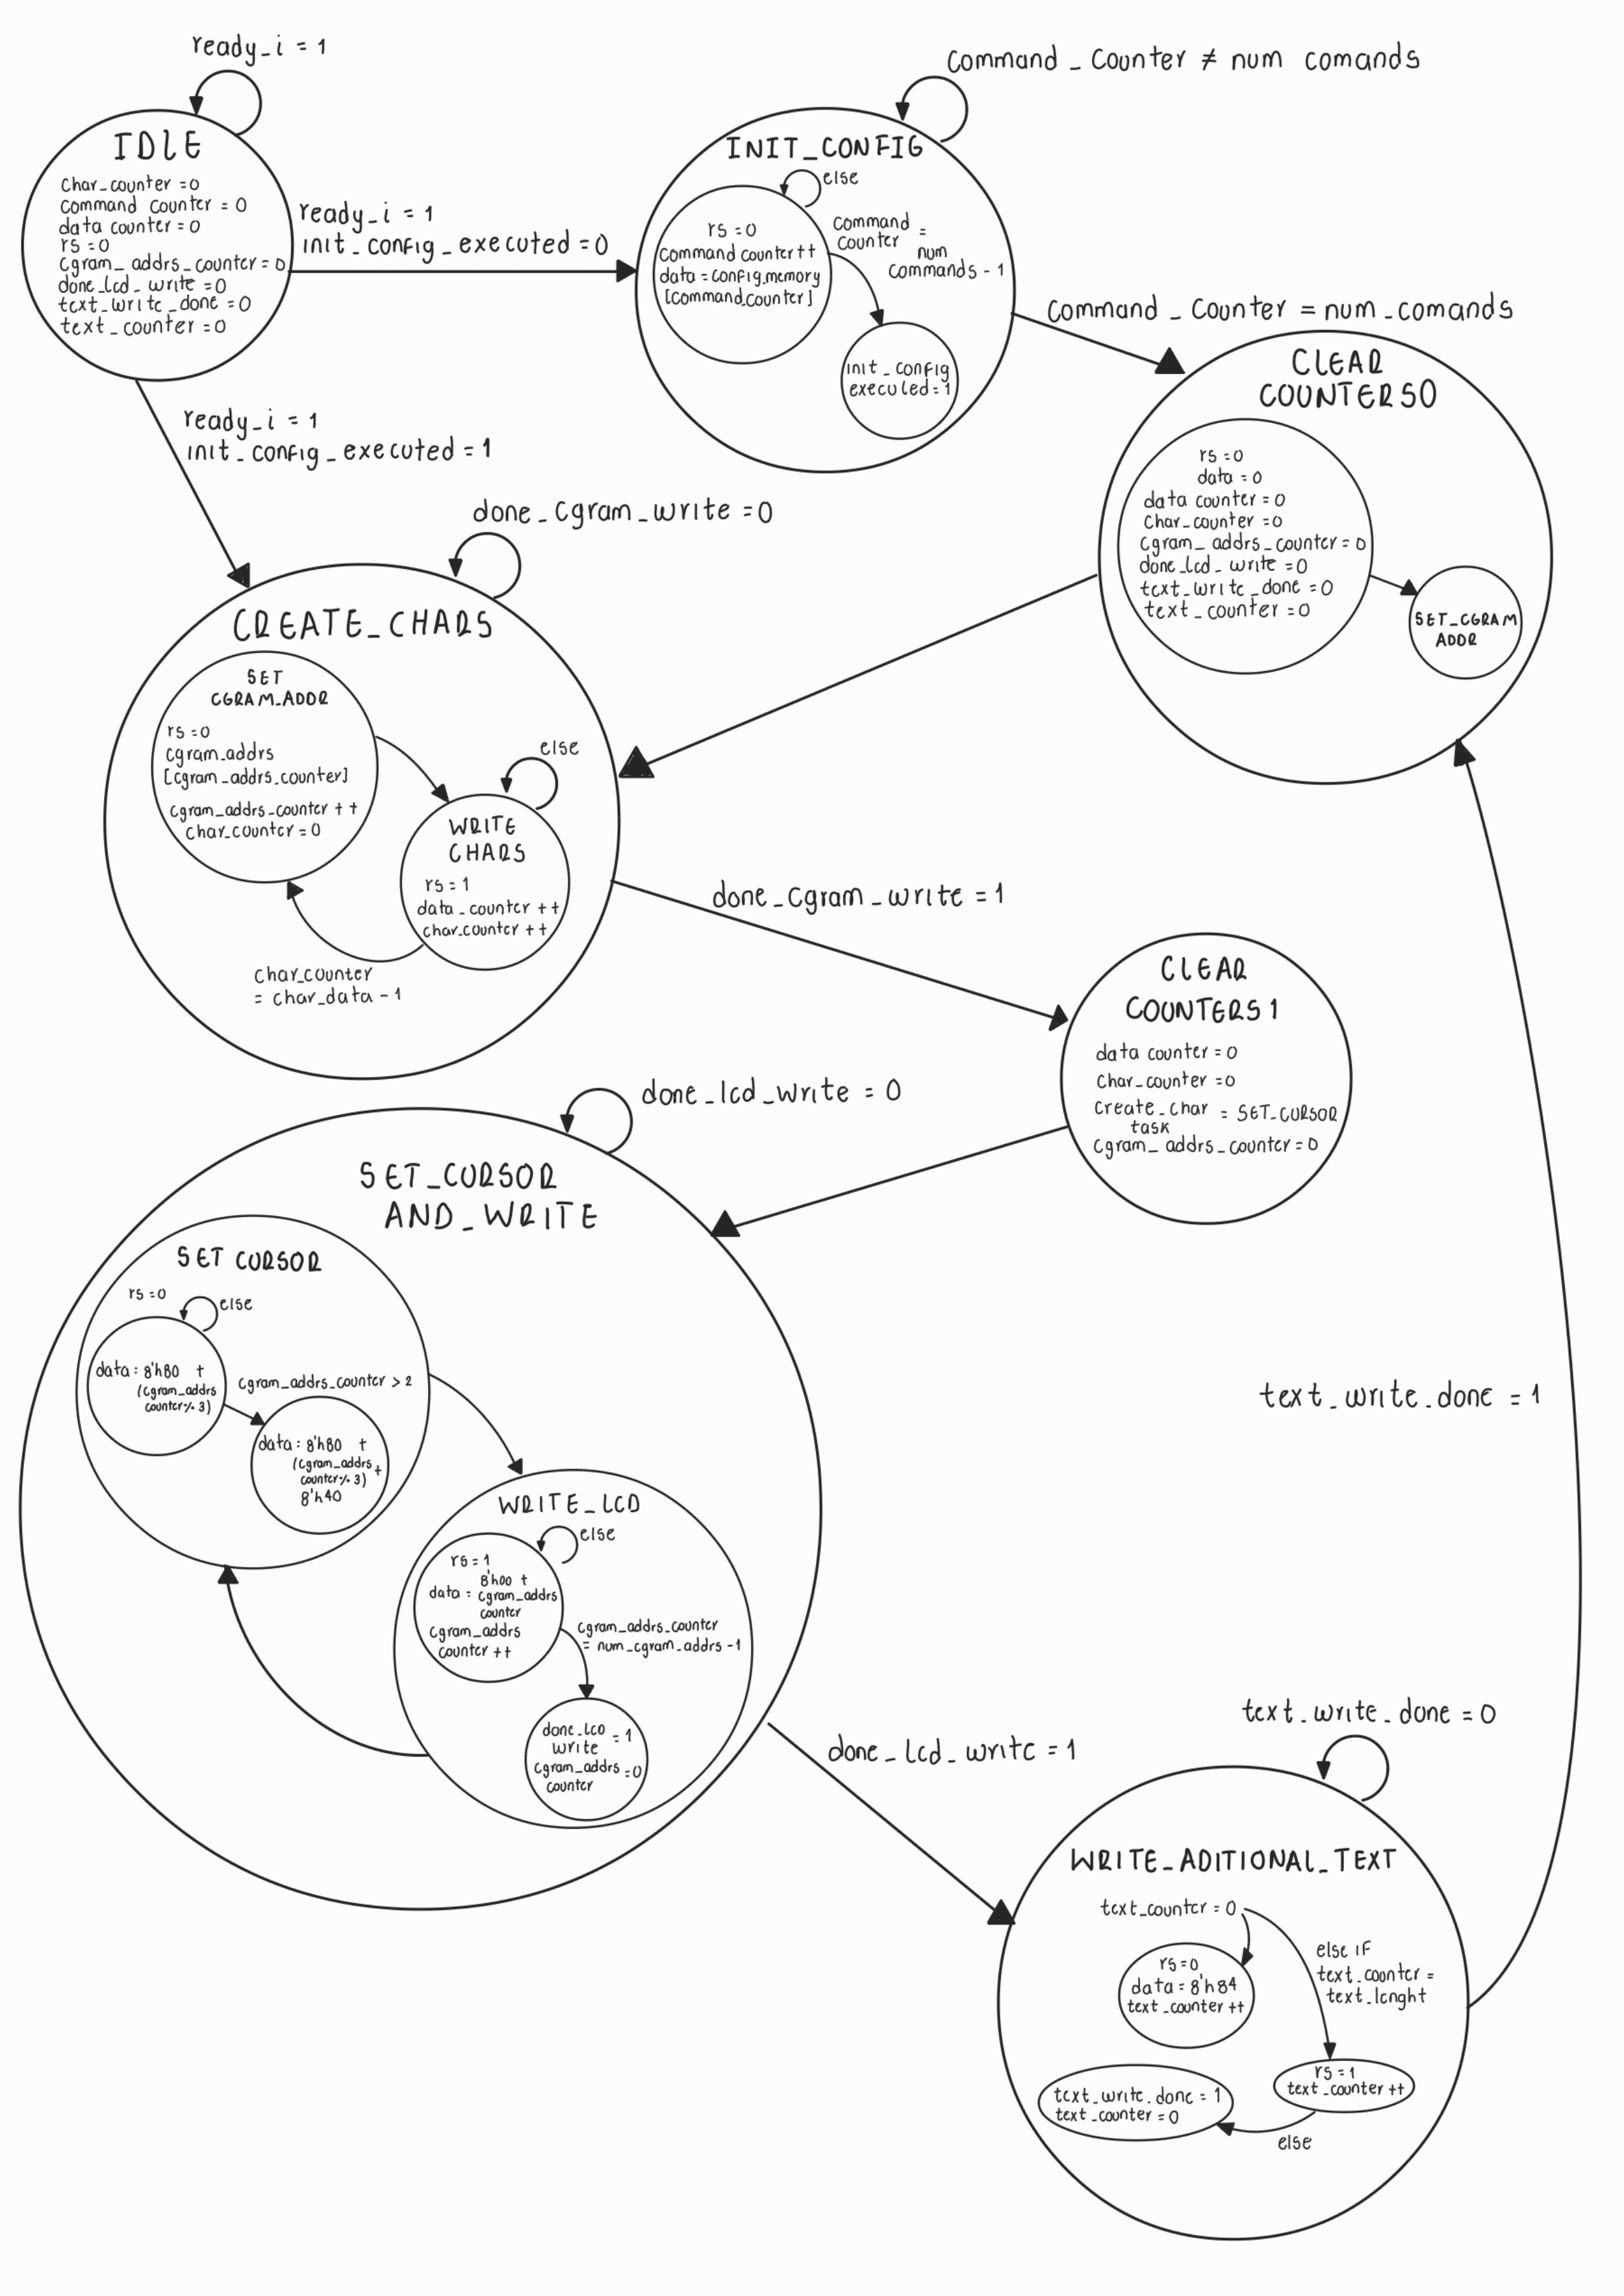 ready_i = 1
IDLE
Char_counter = 0
Command counter = 0
data counter = 0
rs = 0
Cgram_addrs_counter = 0
done_lcd_write = 0
text_write_done = 0
text_counter = 0
ready_i = 1
init_config_executed = 0
ready_i = 1
init_config_executed = 1
Command_Counter ≠ num comands
INIT_CONFIG
else
rs = 0
Command counter ++
data = config.memory
[Command.counter]
Command
Counter =
num
Commands - 1
init_config
executed = 1
Command_Counter = num_comands
CLEAR
COUNTERS0
rs = 0
data = 0
data counter = 0
Char_counter = 0
Cgram_addrs_counter = 0
done_lcd_write = 0
text_write_done = 0
text_counter = 0
SET_CGRAM
ADDR
done_Cgram_write = 0
CREATE_CHARS
SET
CGRAM_ADDR
rs = 0
Cgram_addrs
[cgram_addrs_counter]
cgram_addrs_counter ++
Char_counter = 0
else
WRITE
CHARS
rs = 1
data_counter ++
char_counter ++
Char_counter
= char_data - 1
done_Cgram_write = 1
CLEAR
COUNTERS1
data counter = 0
Char_counter = 0
Create_char = SET_CURSOR
task
Cgram_addrs_counter = 0
done_lcd_write = 0
SET_CURSOR
AND_WRITE
SET CURSOR
rs = 0
else
data = 8'h80 +
(cgram_addrs
counter % 3)
cgram_addrs_counter > 2
data = 8'h80 +
(cgram_addrs +
counter % 3)
8'h40
WRITE_LCD
else
rs = 1
8'h00 +
data = cgram_addrs
counter
cgram_addrs
counter ++
cgram_addrs_counter
= num_cgram_addrs - 1
done_lcd = 1
write
cgram_addrs = 0
counter
done_lcd_write = 1
text_write_done = 1
text_write_done = 0
WRITE_ADITIONAL_TEXT
text_counter = 0
rs = 0
data = 8'h84
text_counter ++
else if
text_counter =
text_lenght
rs = 1
text_counter ++
text_write_done = 1
text_counter = 0
else